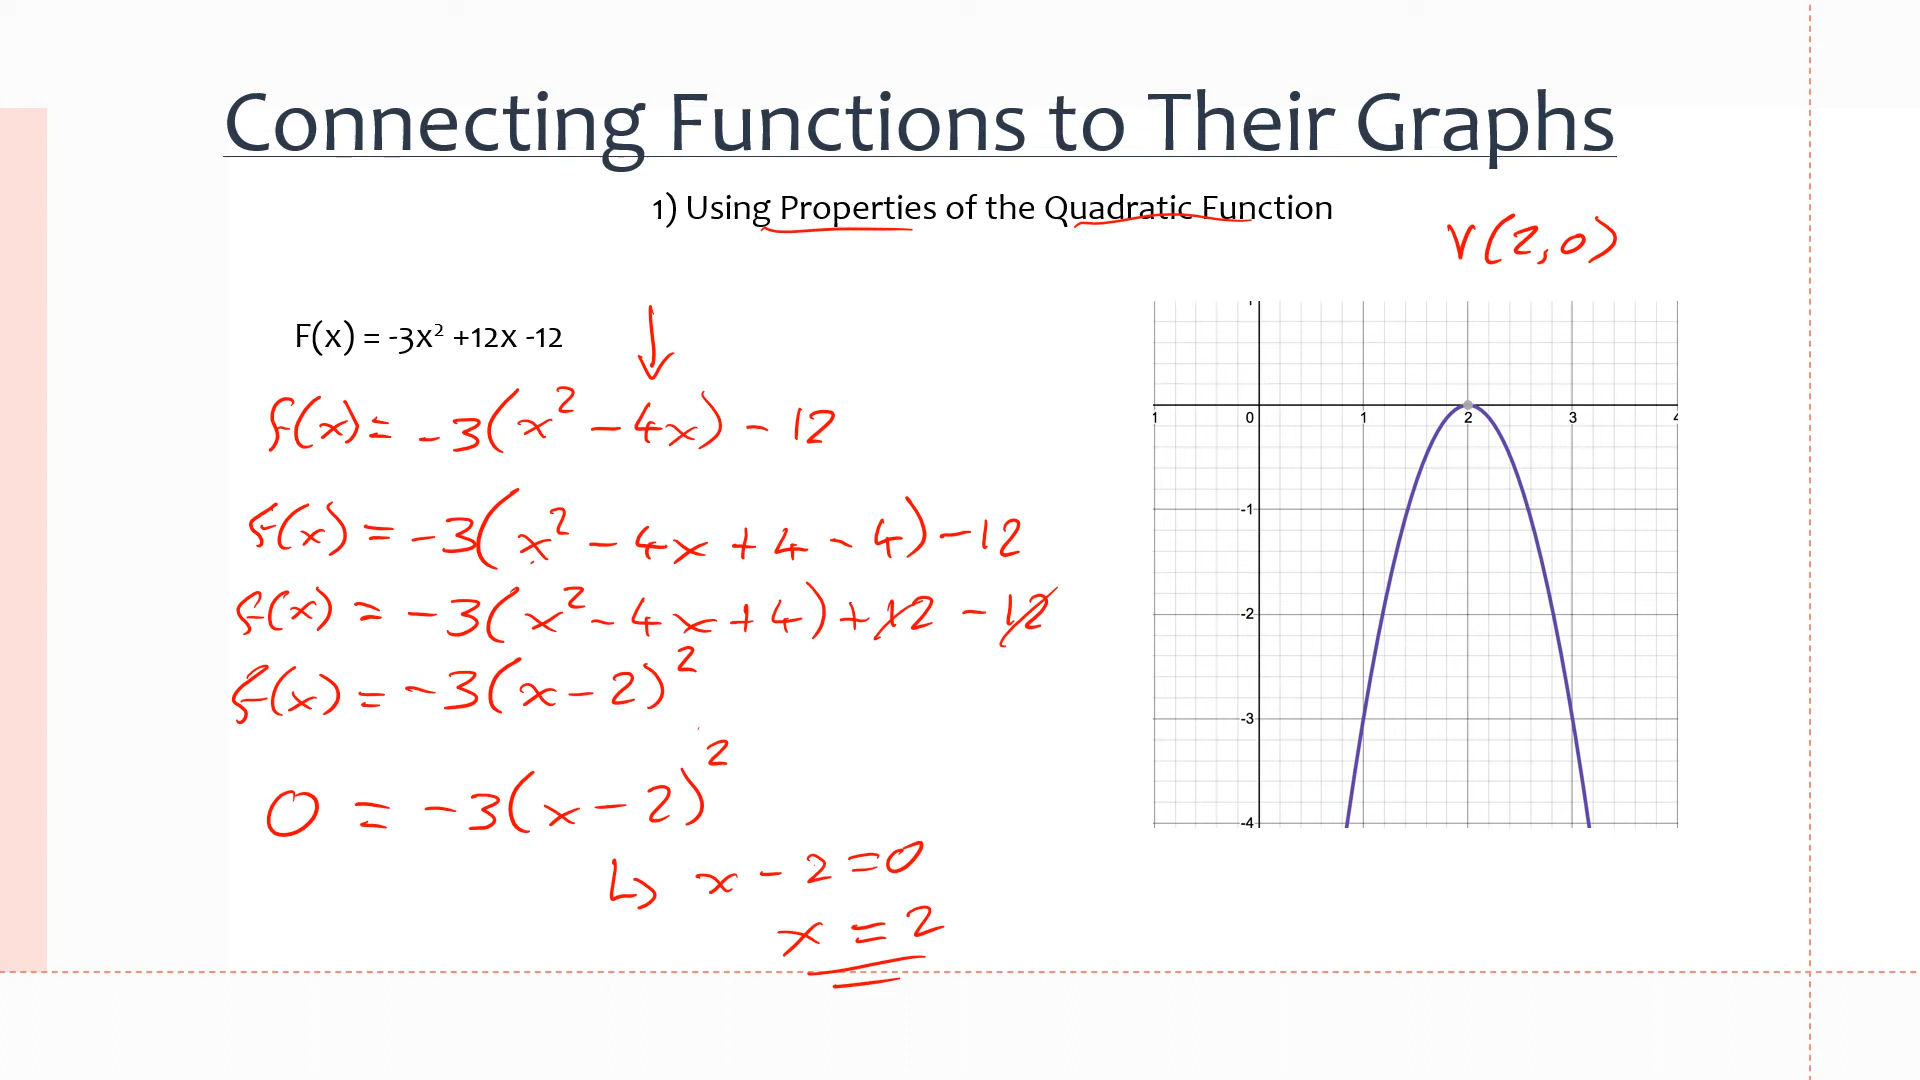 Connecting Functions to Their Graphs
1) Using Properties of the Quadratic Function
V(2,0)
F(x) = -3x² +12x -12
f(x) = -3(x² - 4x) - 12
f(x) = -3(x² - 4x + 4 - 4) - 12
f(x) = -3(x² - 4x + 4) + 12 - 12
f(x) = -3(x - 2)²
0 = -3(x - 2)²
↳ x - 2 = 0
x = 2
1
1 0 1 2 3 4
-1
-2
-3
-4